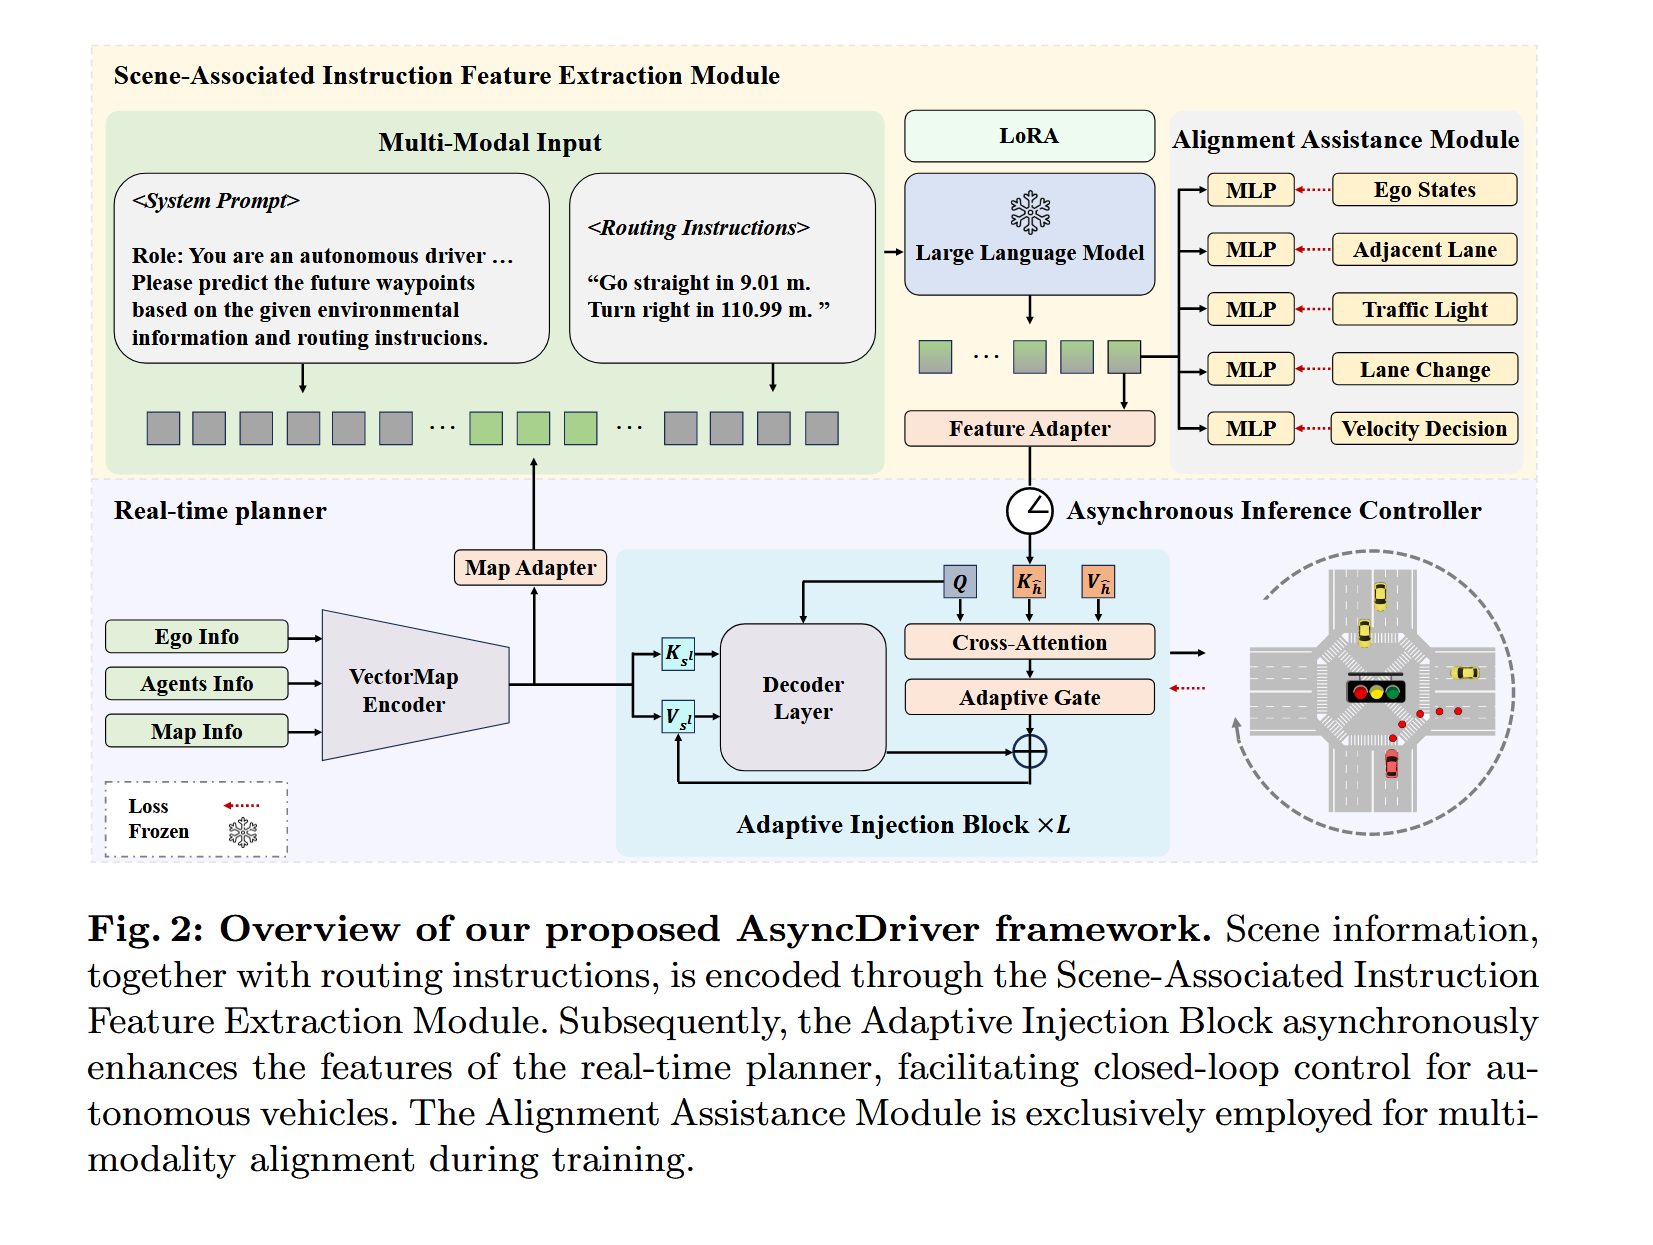 Scene-Associated Instruction Feature Extraction Module
Multi-Modal Input
<System Prompt>
Role: You are an autonomous driver …
Please predict the future waypoints
based on the given environmental
information and routing instrucions.
<Routing Instructions>
“Go straight in 9.01 m.
Turn right in 110.99 m. ”
...
...
LoRA
Large Language Model
...
Feature Adapter
Alignment Assistance Module
MLP
Ego States
MLP
Adjacent Lane
MLP
Traffic Light
MLP
Lane Change
MLP
Velocity Decision
Real-time planner
Asynchronous Inference Controller
Map Adapter
Ego Info
Agents Info
Map Info
VectorMap
Encoder
K_{s^l}
V_{s^l}
Decoder
Layer
Q
K_{\hat{h}}
V_{\hat{h}}
Cross-Attention
Adaptive Gate
Adaptive Injection Block ×L
Loss
Frozen
Fig. 2: Overview of our proposed AsyncDriver framework. Scene information,
together with routing instructions, is encoded through the Scene-Associated Instruction
Feature Extraction Module. Subsequently, the Adaptive Injection Block asynchronously
enhances the features of the real-time planner, facilitating closed-loop control for au-
tonomous vehicles. The Alignment Assistance Module is exclusively employed for multi-
modality alignment during training.